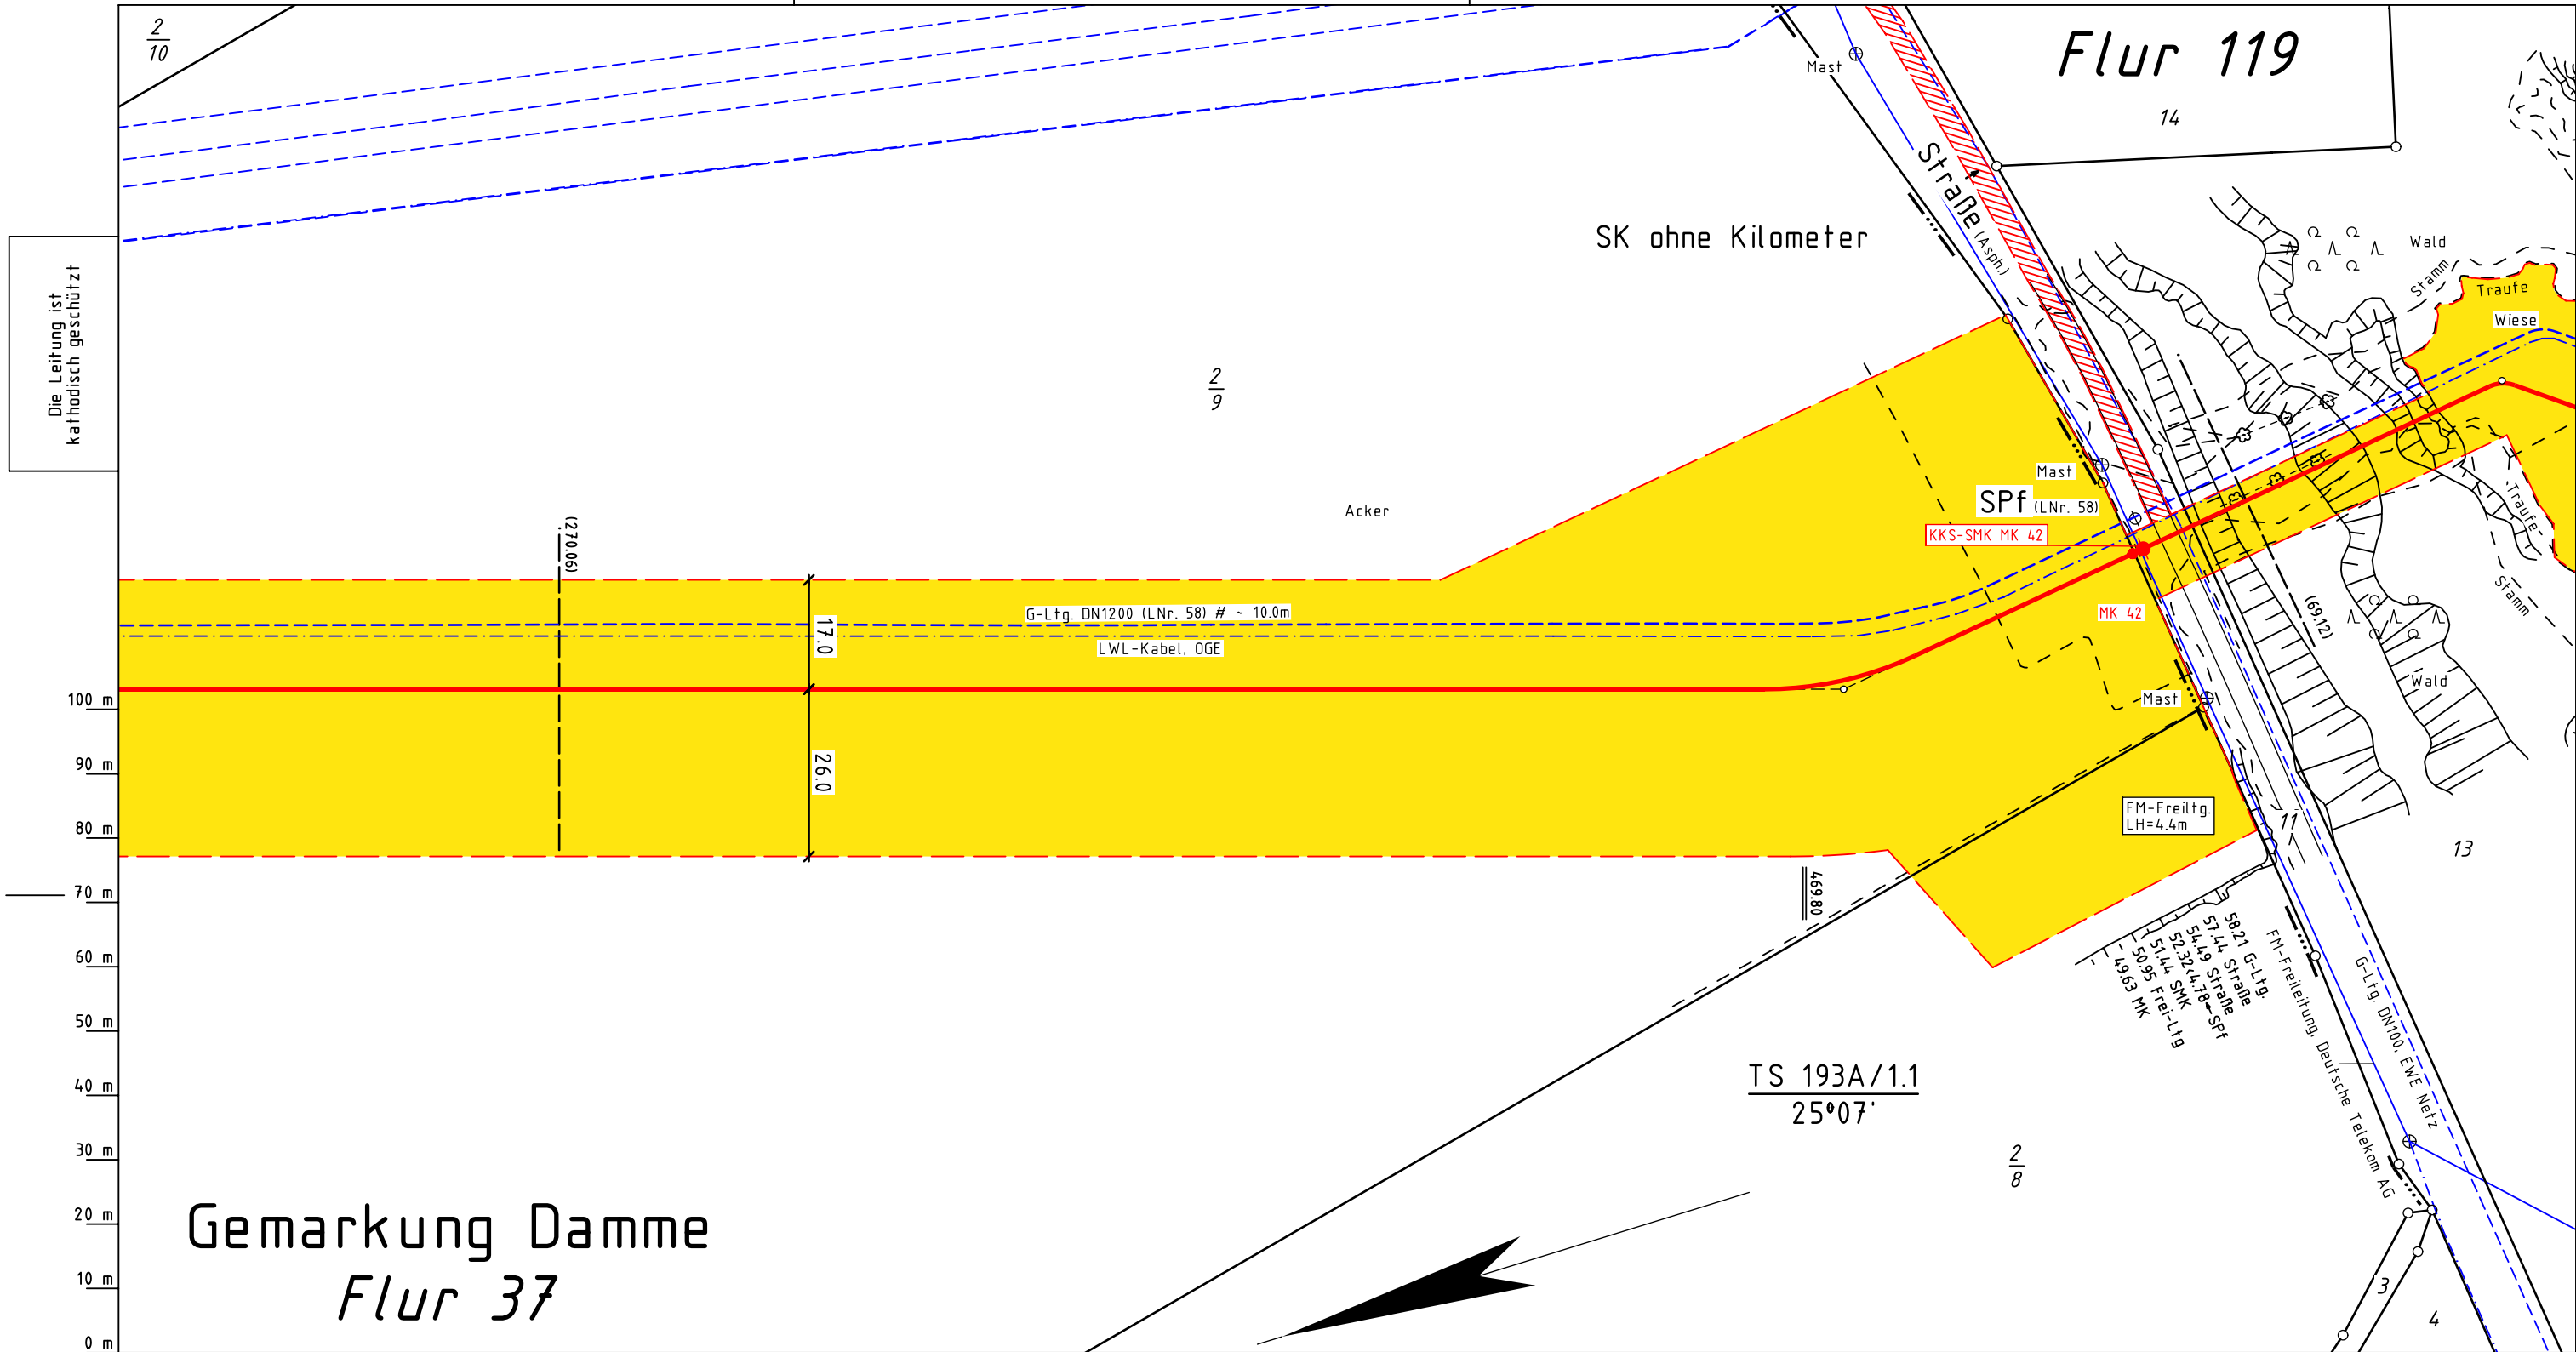 2
10
Flur 119
14
Mast
Straße (Asph.)
SK ohne Kilometer
Wald
Stamm
Traufe
Wiese
Die Leitung ist
kathodisch geschützt
2
9
Acker
Mast
SPf (LNr. 58)
KKS-SMK MK 42
MK 42
(270.06)
G-Ltg. DN1200 (LNr. 58) # ~ 10.0m
LWL-Kabel, OGE
17.0
26.0
Traufe
Stamm
(69.12)
Wald
Mast
FM-Freiltg.
LH=4.4m
11
13
469.80
58.21 G-Ltg.
57.44 Straße
54.49 Straße
52.32<4.78 SPf
51.44 SMK
50.95 Frei-Ltg
49.63 MK
FM-Freileitung, Deutsche Telekom AG
G-Ltg. DN100, EWE Netz
100 m
90 m
80 m
70 m
60 m
50 m
40 m
30 m
20 m
10 m
0 m
TS 193A/1.1
25°07'
2
8
Gemarkung Damme
Flur 37
3
4